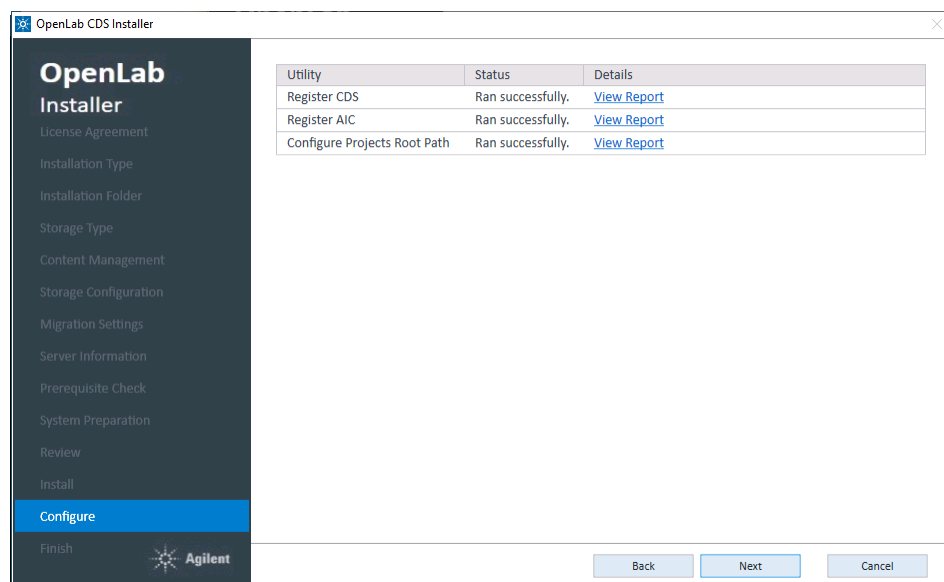 OpenLab CDS Installer
OpenLab
Installer
License Agreement
Installation Type
Installation Folder
Storage Type
Content Management
Storage Configuration
Migration Settings
Server Information
Prerequisite Check
System Preparation
Review
Install
Configure
Finish
Agilent
Utility Status Details
Register CDS Ran successfully. View Report
Register AIC Ran successfully. View Report
Configure Projects Root Path Ran successfully. View Report
Back Next Cancel